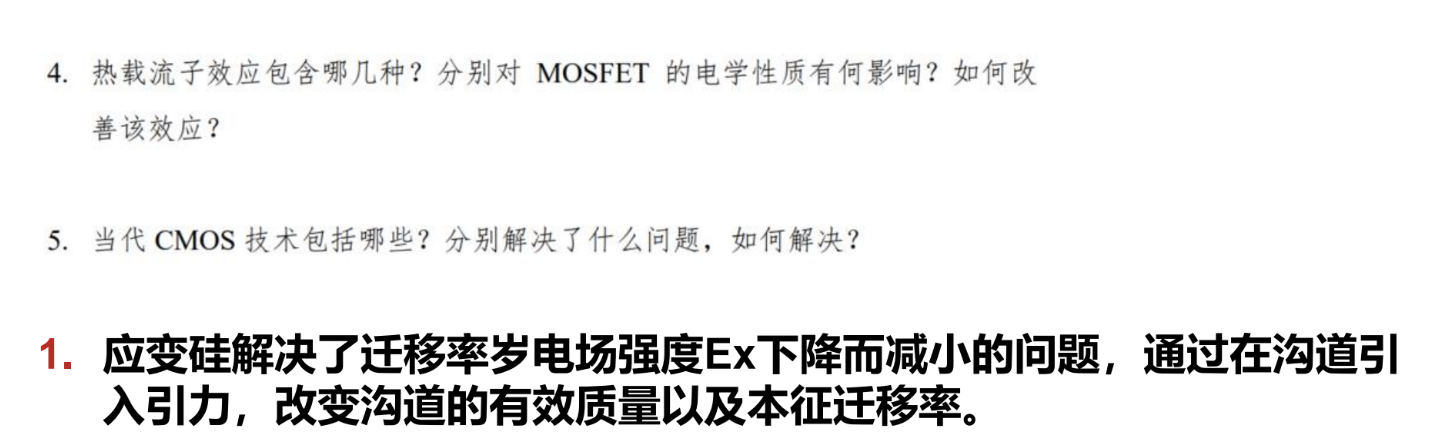 4. 热载流子效应包含哪几种？分别对 MOSFET 的电学性质有何影响？如何改
善该效应？
5. 当代 CMOS 技术包括哪些？分别解决了什么问题，如何解决？
1. 应变硅解决了迁移率岁电场强度Ex下降而减小的问题，通过在沟道引
入引力，改变沟道的有效质量以及本征迁移率。